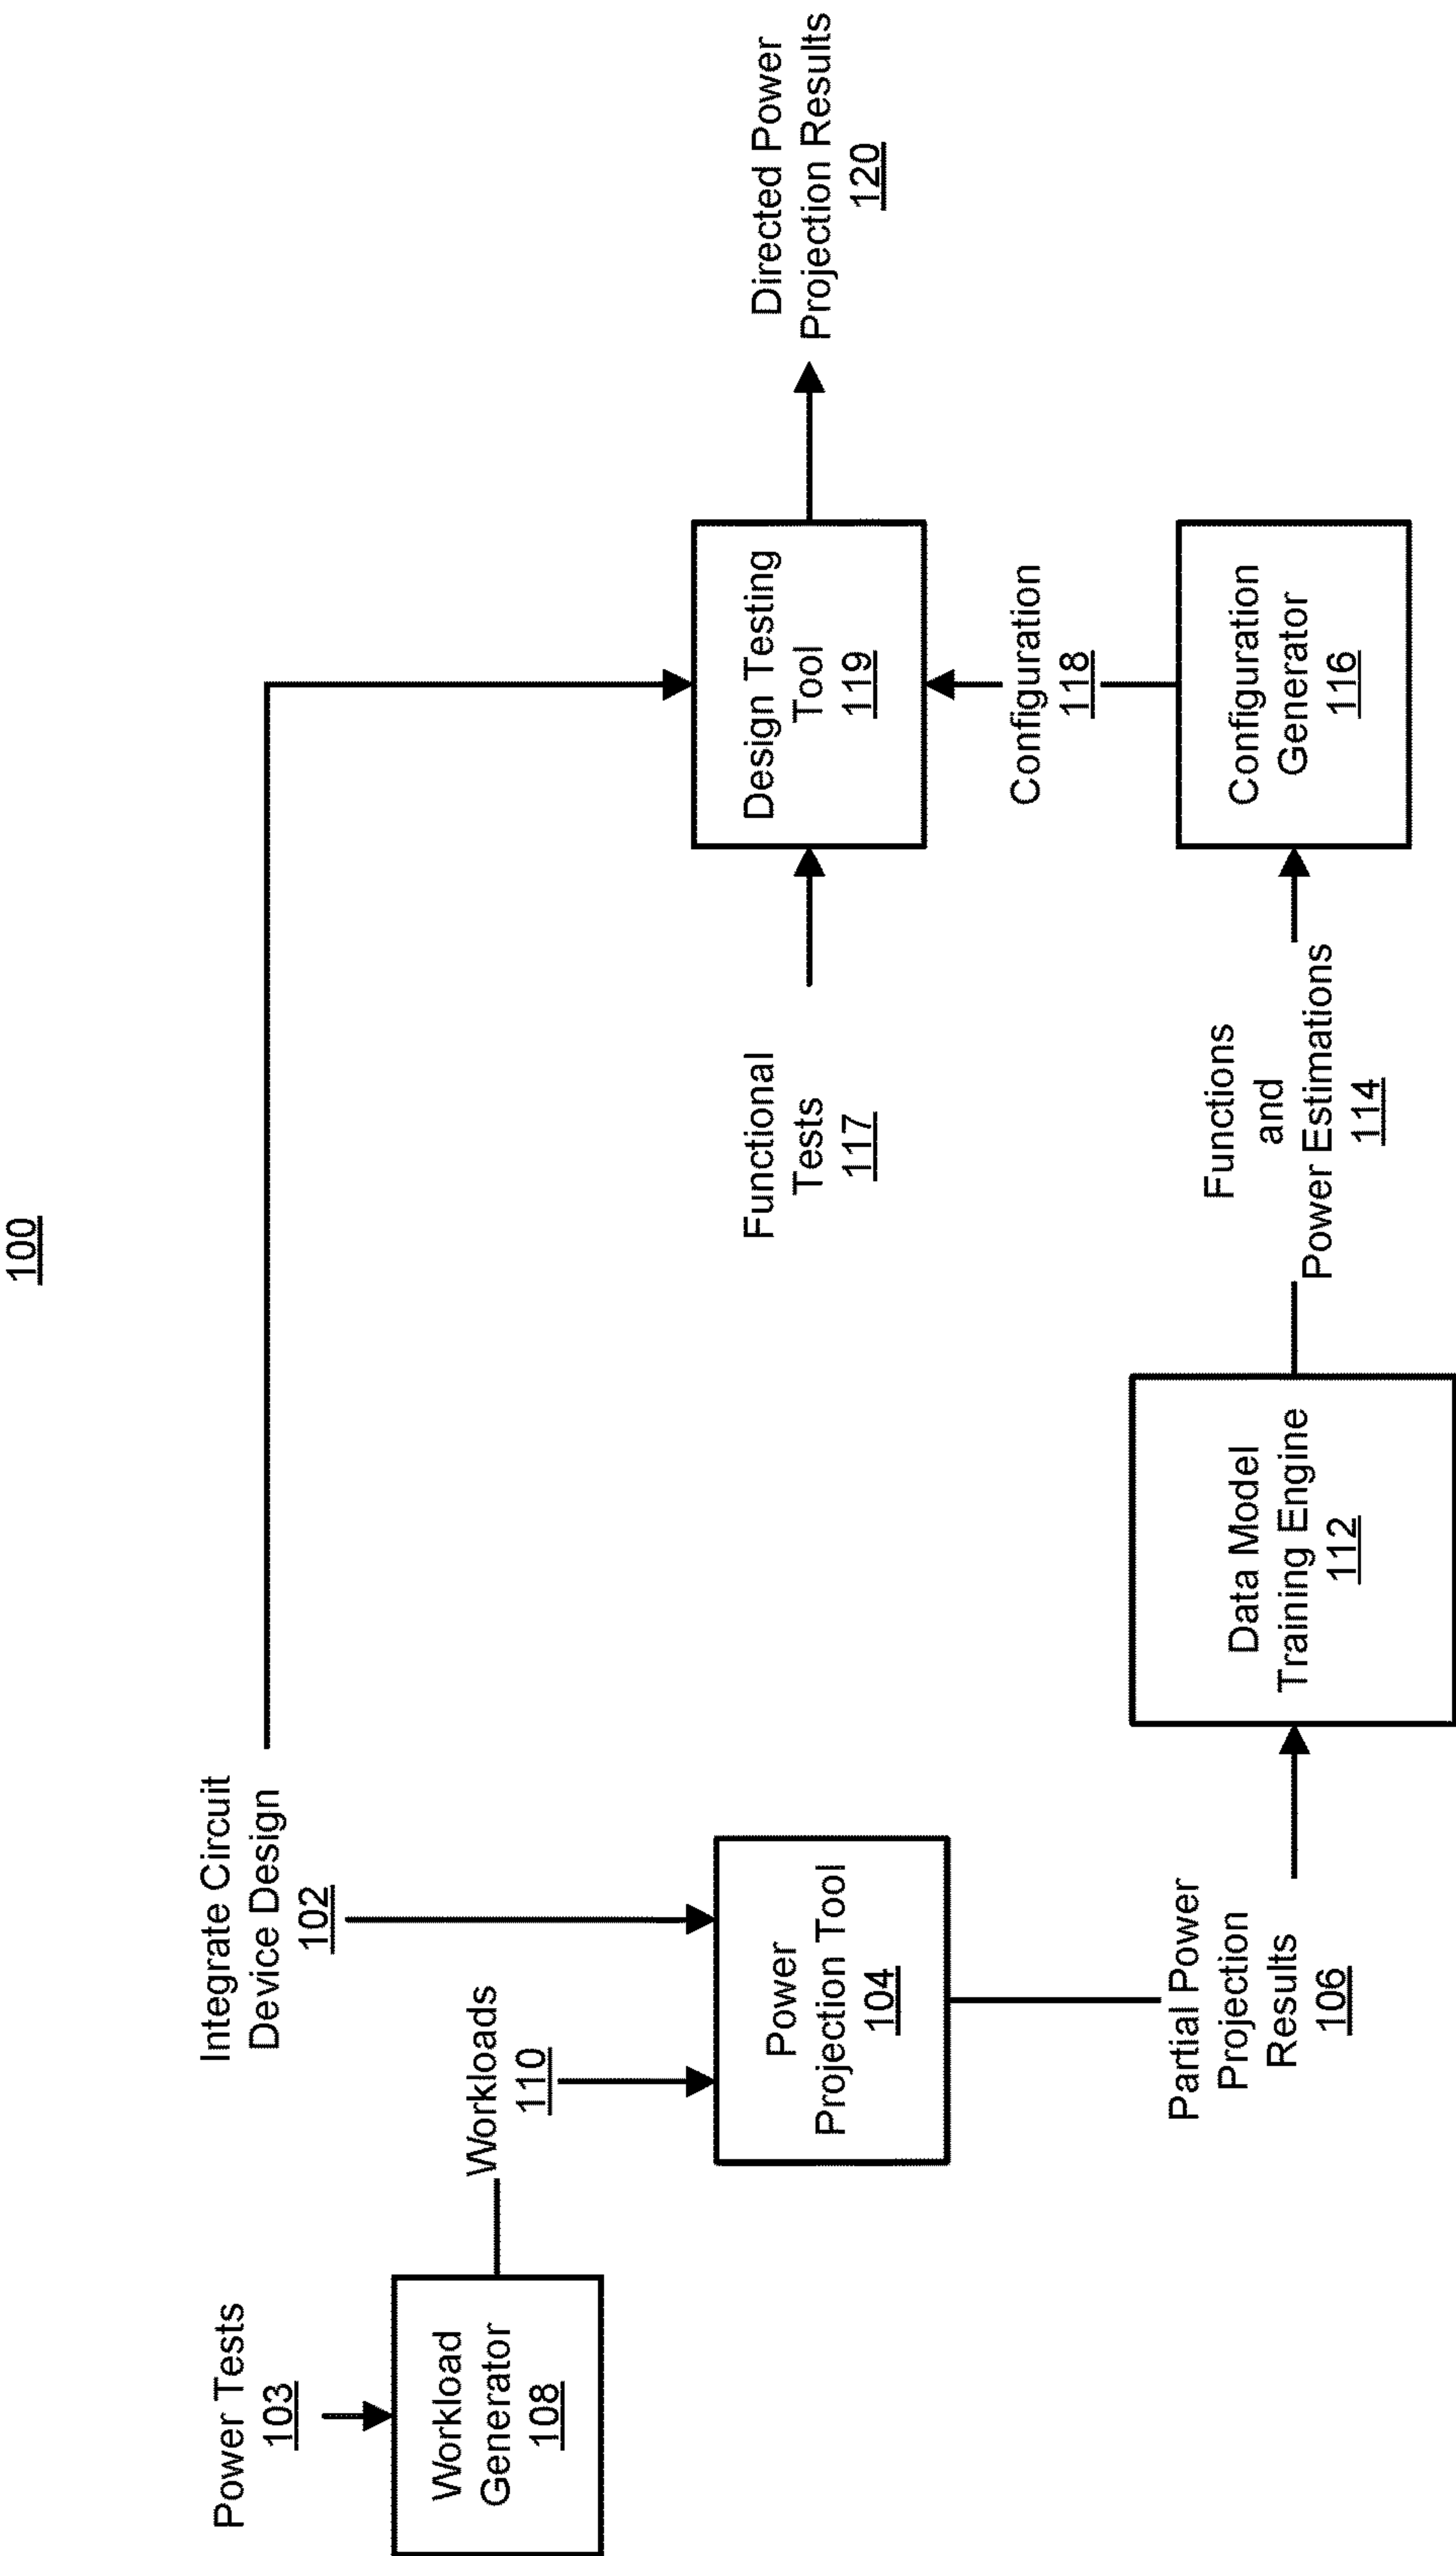 100
Power Tests
103
Workload
Generator
108
Workloads
110
Integrate Circuit
Device Design
102
Power
Projection Tool
104
Partial Power
Projection
Results
106
Data Model
Training Engine
112
Functions
and
Power Estimations
114
Configuration
Generator
116
Configuration
118
Functional
Tests
117
Design Testing
Tool
119
Directed Power
Projection Results
120